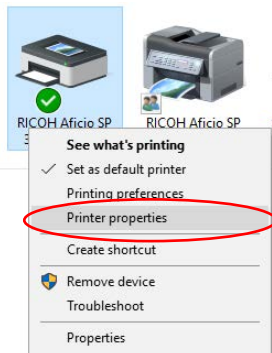 RICOH Aficio SP
RICOH Aficio SP
See what's printing
Set as default printer
Printing preferences
Printer properties
Create shortcut
Remove device
Troubleshoot
Properties